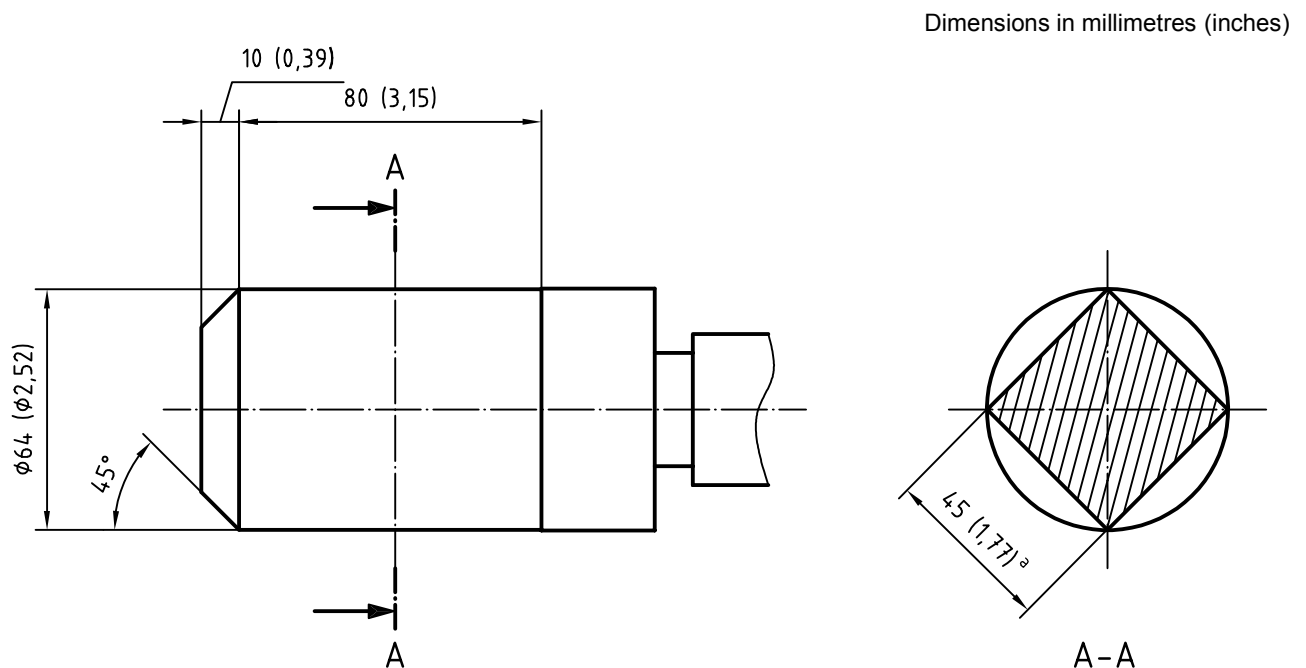 Dimensions in millimetres (inches)
10 (0,39)
80 (3,15)
A
ϕ64 (ϕ2,52)
45°
45 (1,77)ª
A
A-A